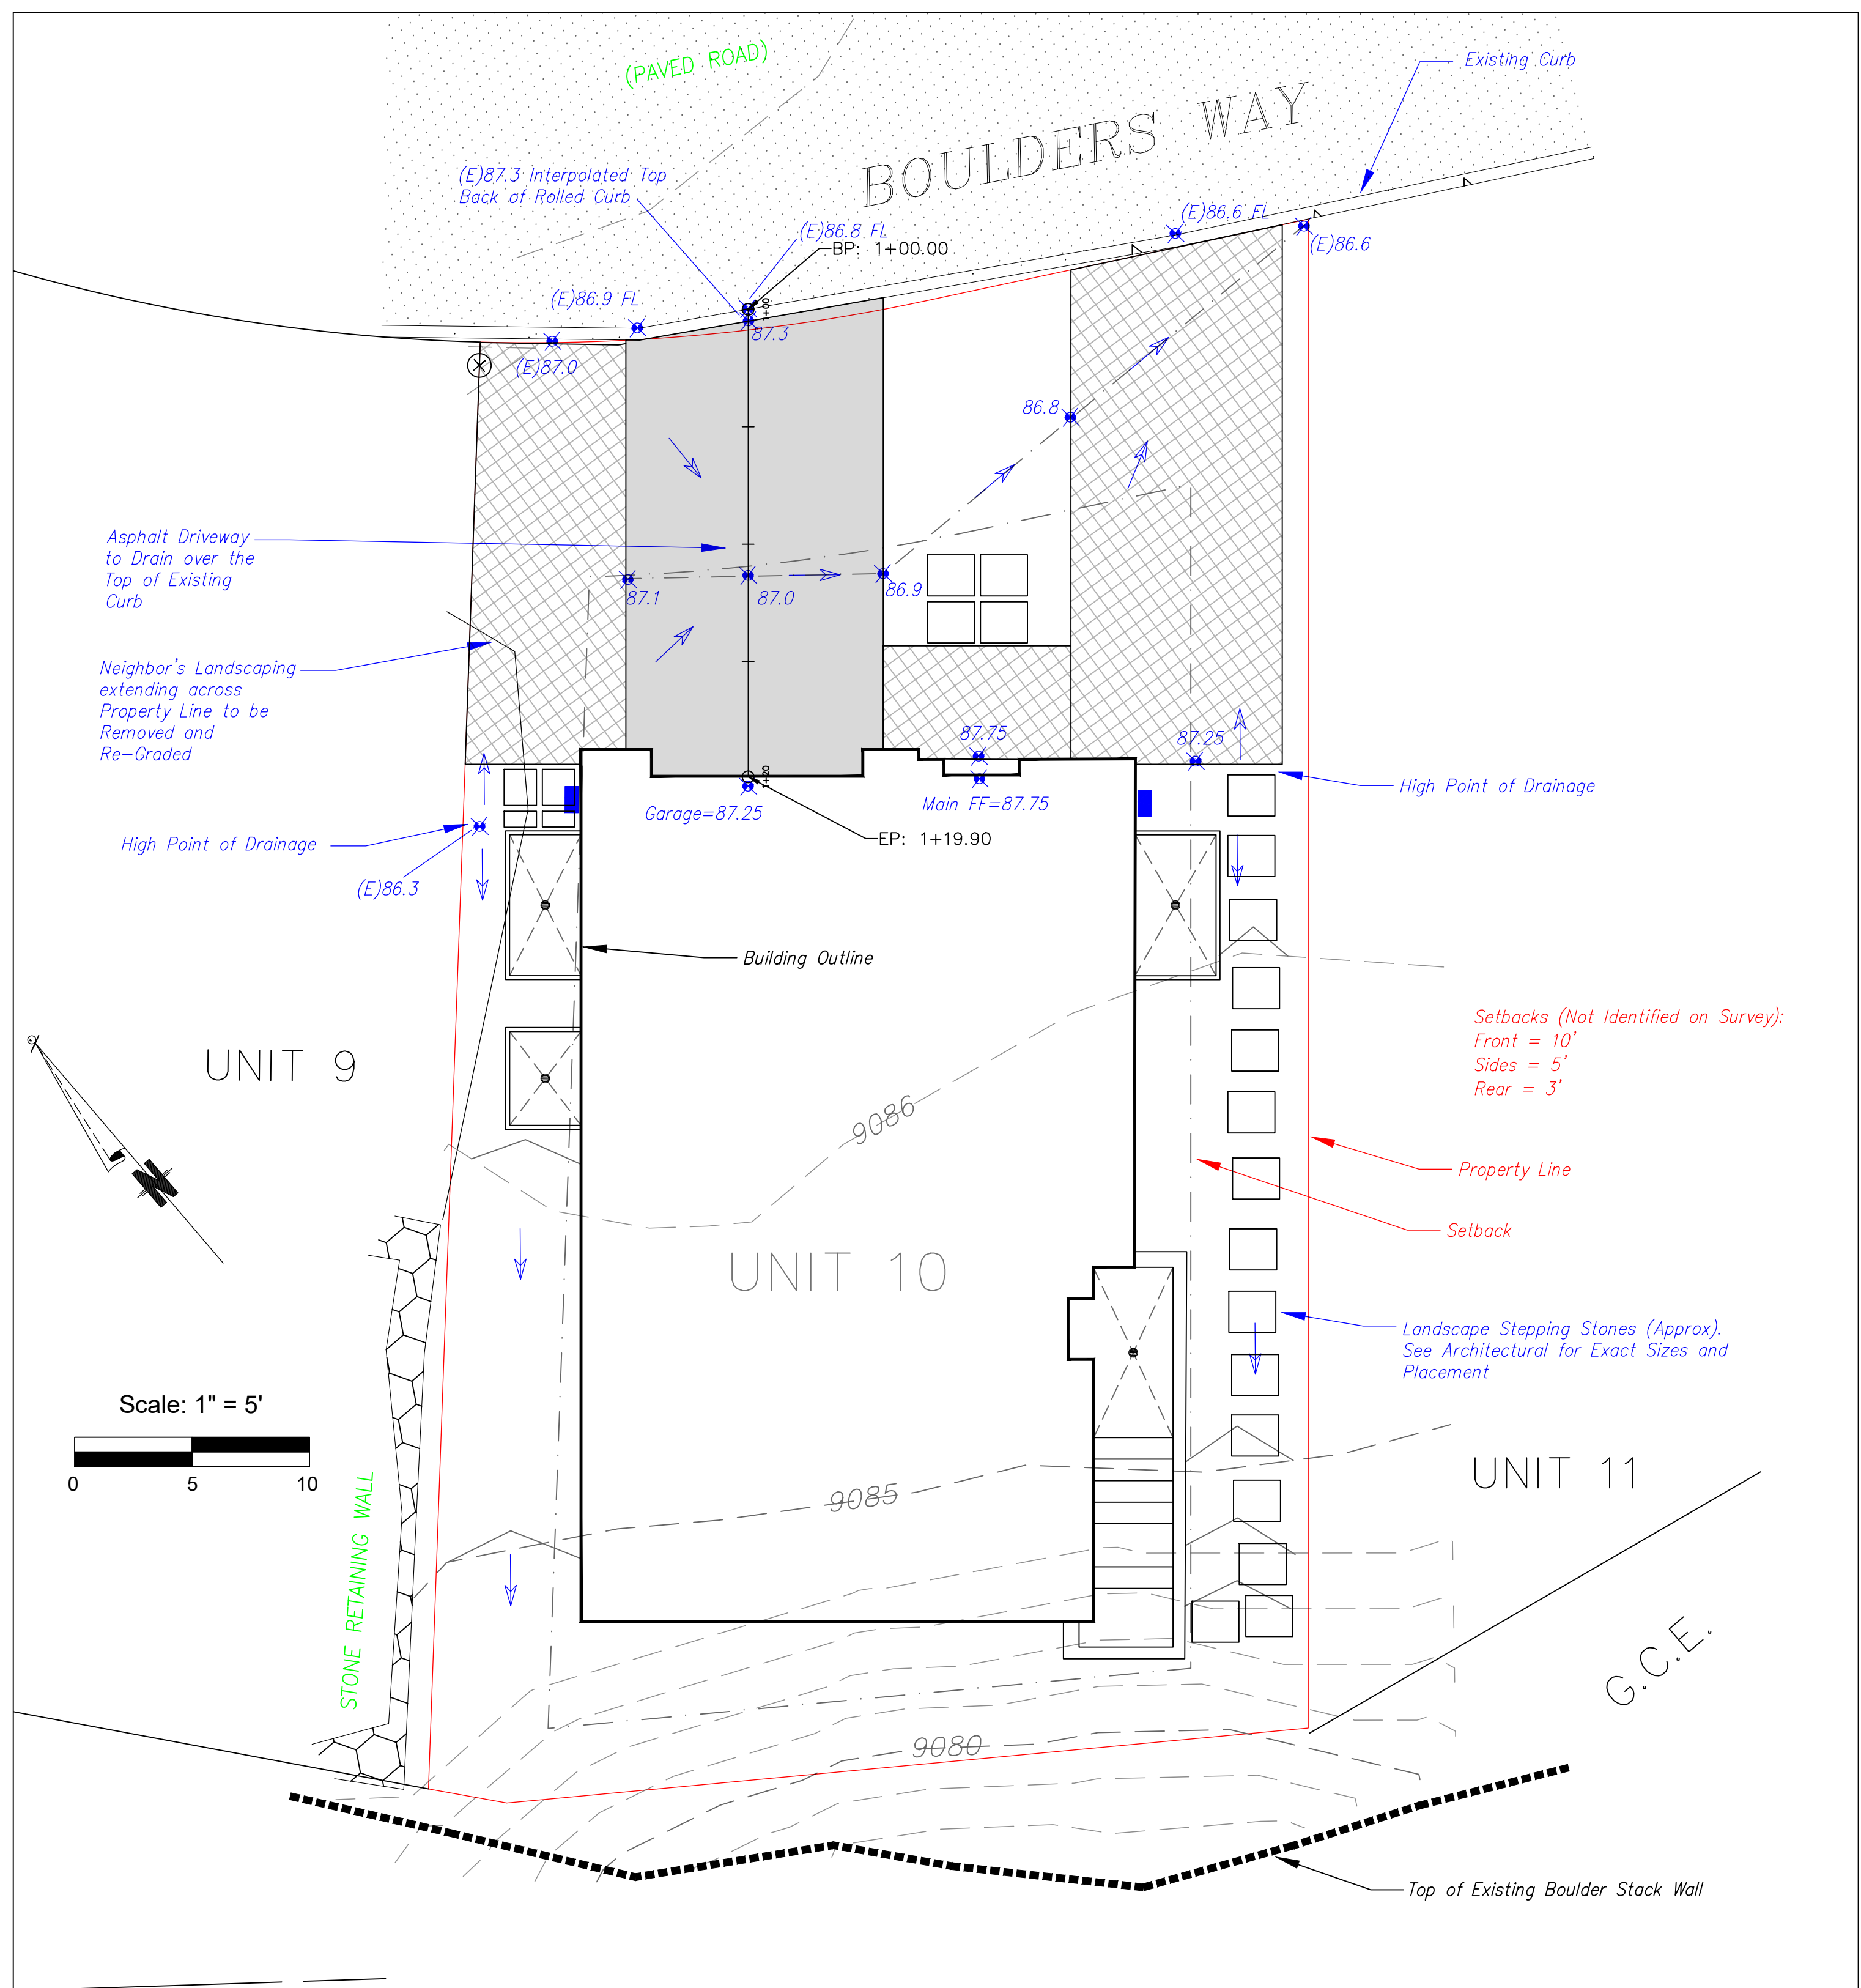 (PAVED ROAD)
BOULDERS WAY
Existing Curb
(E)87.3 Interpolated Top
Back of Rolled Curb
(E)86.8 FL
BP: 1+00.00
(E)86.6 FL
(E)86.6
(E)86.9 FL
1+00
87.3
(E)87.0
86.8
Asphalt Driveway
to Drain over the
Top of Existing
Curb
87.1
87.0
86.9
Neighbor's Landscaping
extending across
Property Line to be
Removed and
Re-Graded
87.75
87.25
1+20
Garage=87.25
Main FF=87.75
High Point of Drainage
High Point of Drainage
EP: 1+19.90
(E)86.3
Building Outline
UNIT 9
Setbacks (Not Identified on Survey):
Front = 10'
Sides = 5'
Rear = 3'
9086
N
Property Line
Setback
UNIT 10
Landscape Stepping Stones (Approx).
See Architectural for Exact Sizes and
Placement
Scale: 1" = 5'
0 5 10
9085
UNIT 11
STONE RETAINING WALL
G.C.E.
9080
Top of Existing Boulder Stack Wall